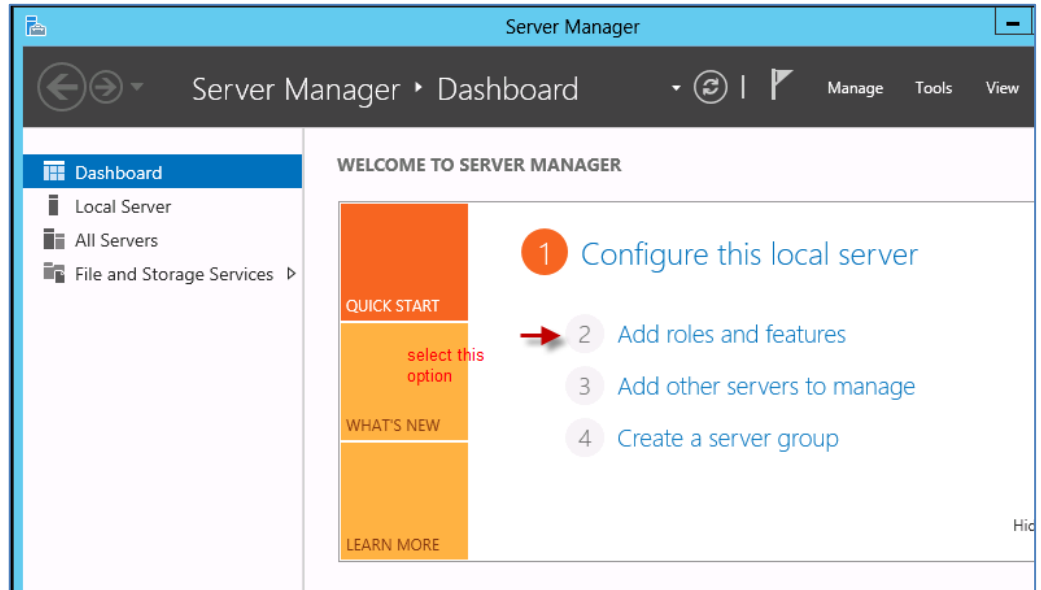 Server Manager
Server Manager ‣ Dashboard
Manage Tools View
Dashboard
Local Server
All Servers
File and Storage Services
WELCOME TO SERVER MANAGER
QUICK START
WHAT'S NEW
LEARN MORE
1 Configure this local server
2 Add roles and features
3 Add other servers to manage
4 Create a server group
select this
option
Hid